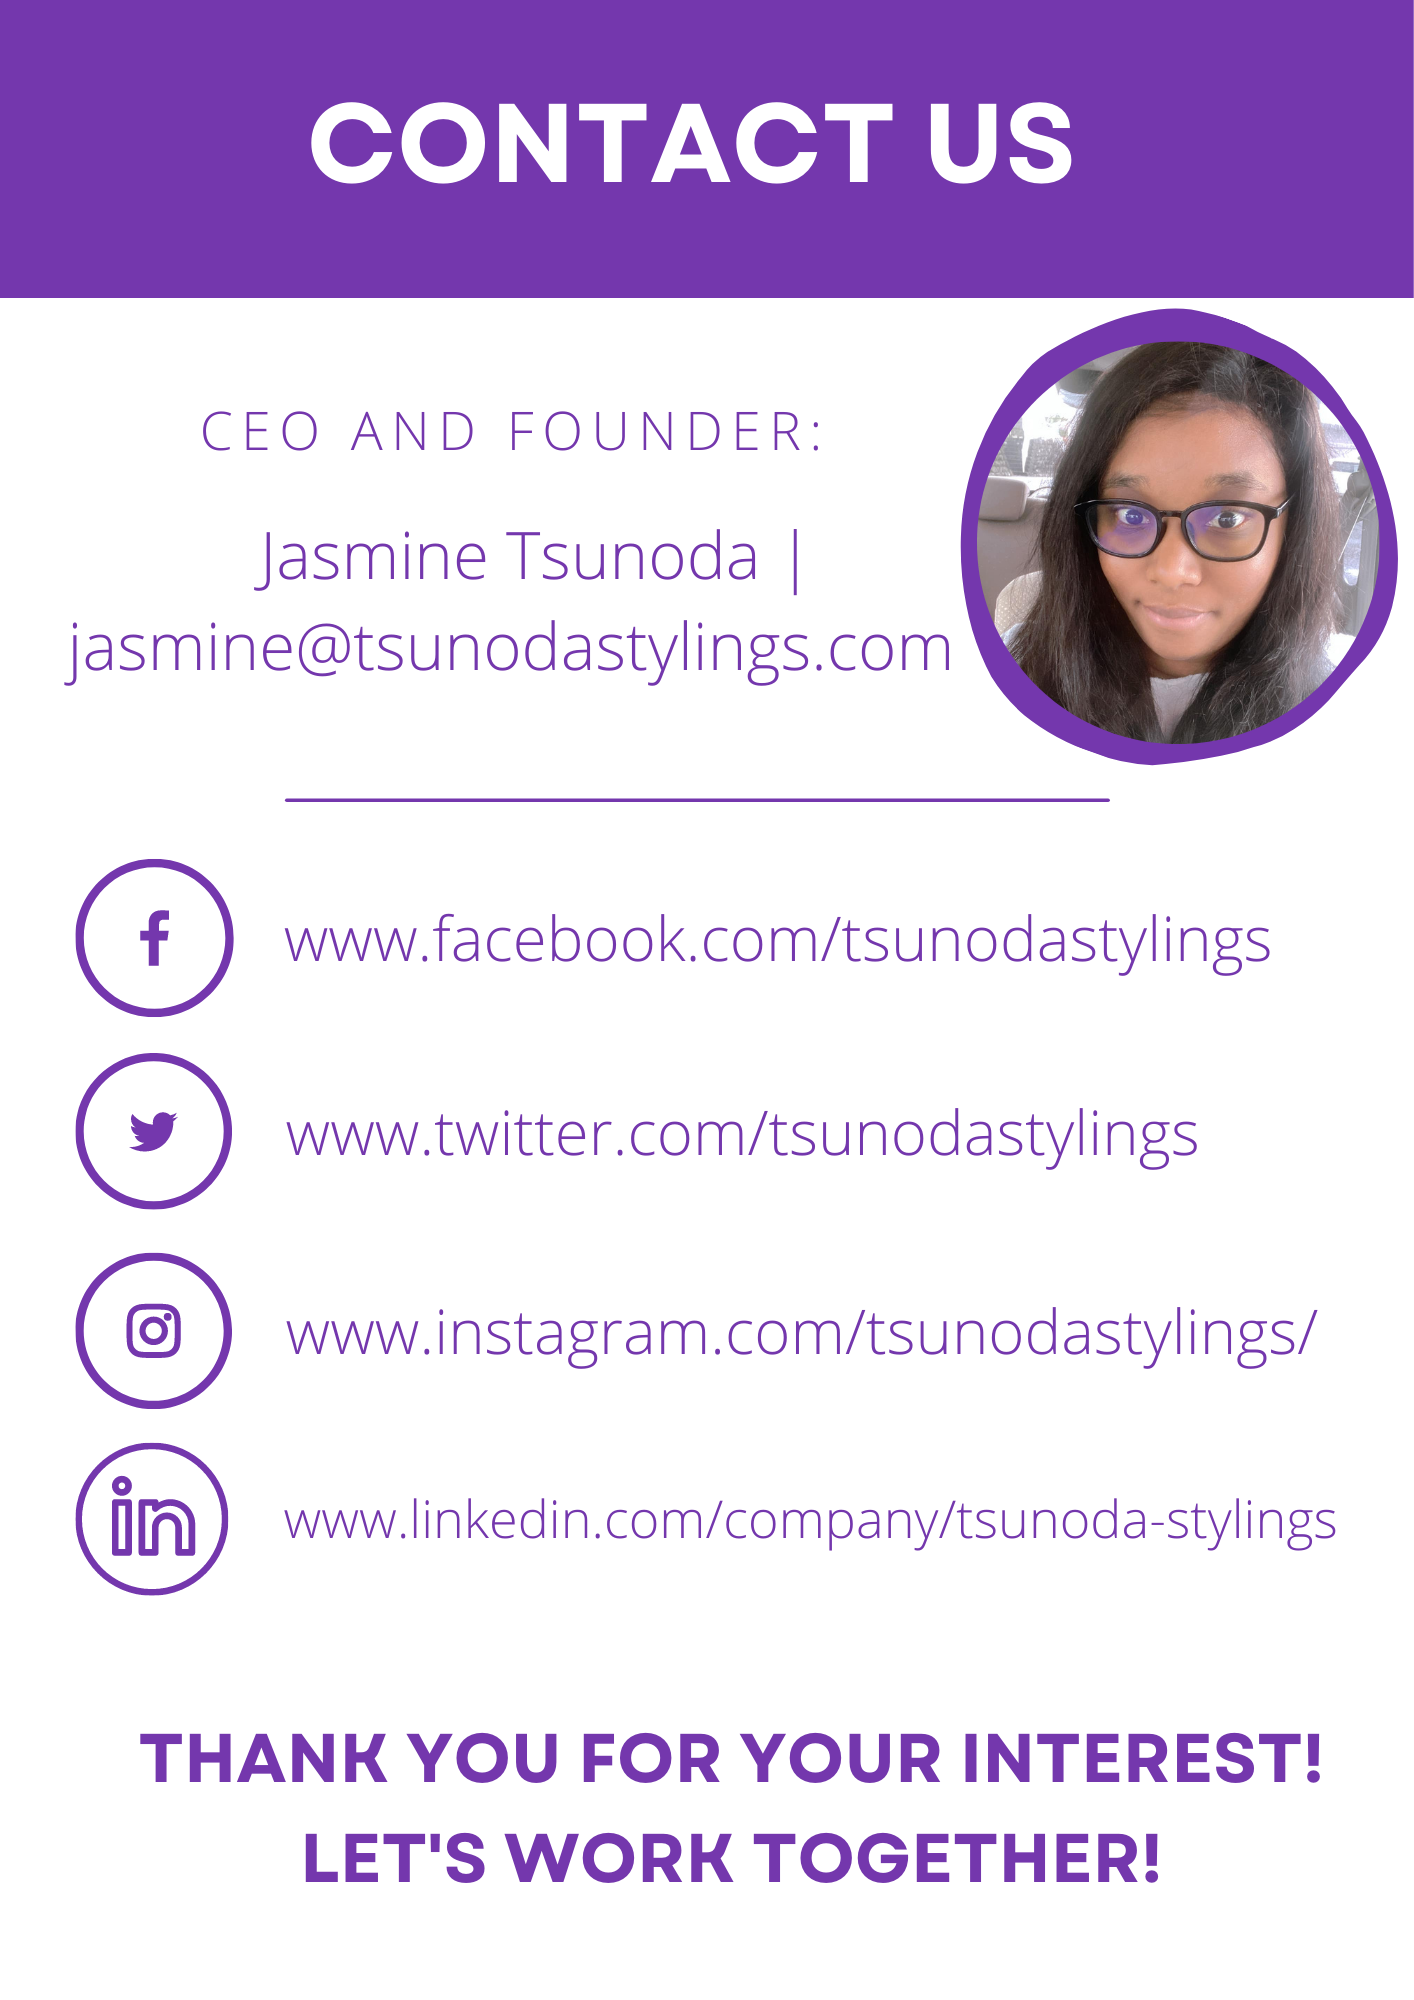 CONTACT US
CEO AND FOUNDER:
Jasmine Tsunoda |
jasmine@tsunodastylings.com
www.facebook.com/tsunodastylings
www.twitter.com/tsunodastylings
www.instagram.com/tsunodastylings/
www.linkedin.com/company/tsunoda-stylings
THANK YOU FOR YOUR INTEREST!
LET'S WORK TOGETHER!